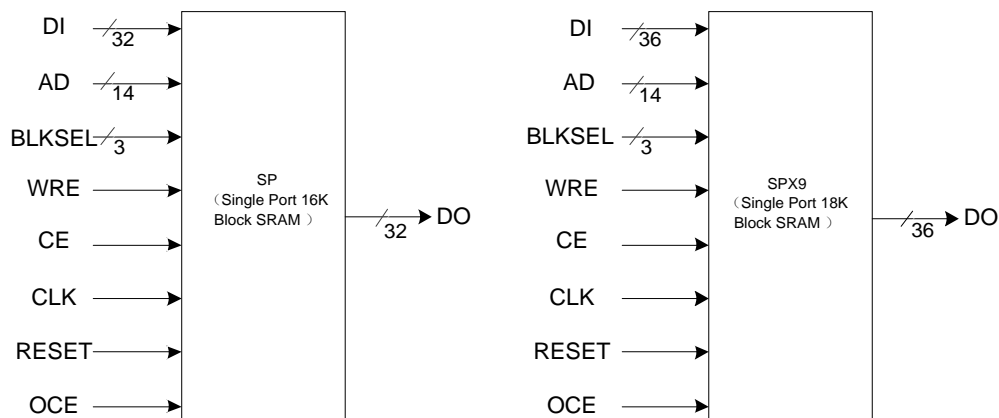 DI
32
AD
14
BLKSEL
3
WRE
CE
CLK
RESET
OCE
SP
（Single Port 16K
Block SRAM ）
DO
32
DI
36
AD
14
BLKSEL
3
WRE
CE
CLK
RESET
OCE
SPX9
（Single Port 18K
Block SRAM ）
DO
36